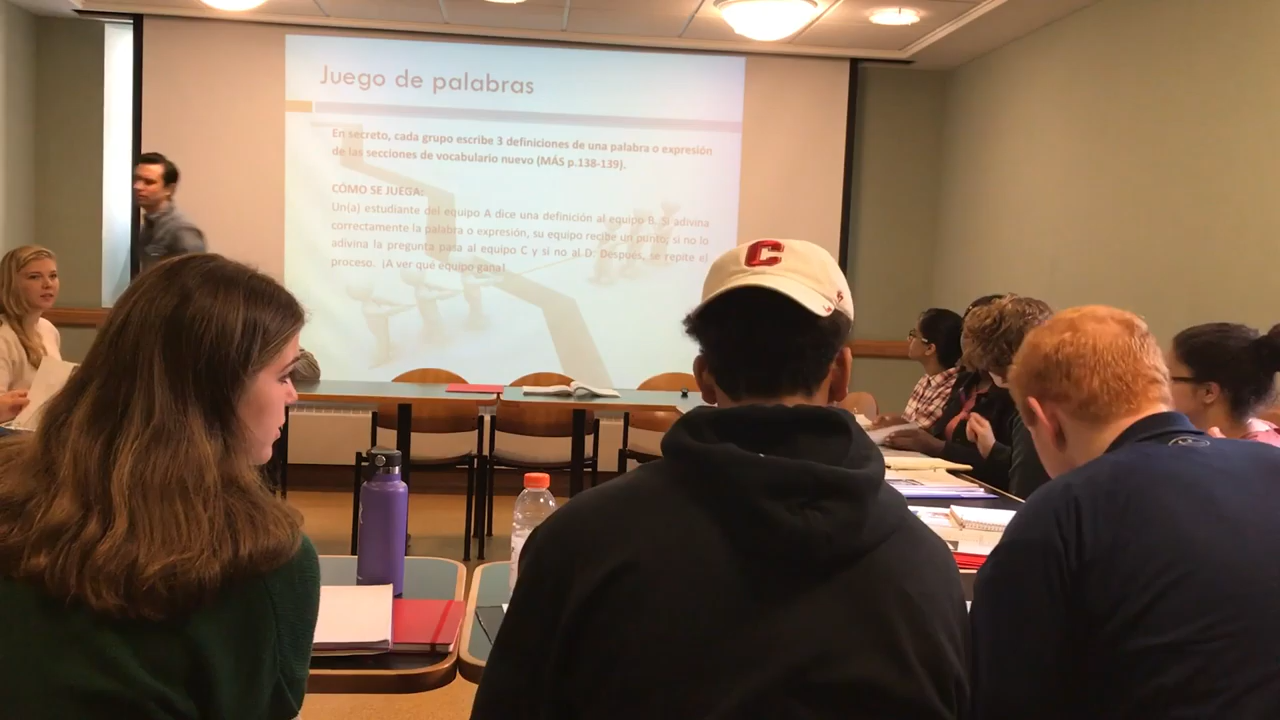 Juego de palabras
En secreto, cada grupo escribe 3 definiciones de una palabra o expresión
de las secciones de vocabulario nuevo (MÁS p.138-139).
CÓMO SE JUEGA:
Un(a) estudiante del equipo A dice una definición al equipo B. Si adivina
correctamente la palabra o expresión, su equipo recibe un punto; si no lo
adivina la pregunta pasa al equipo C y si no al D. Después, se repite el
proceso. ¡A ver qué equipo gana!
C